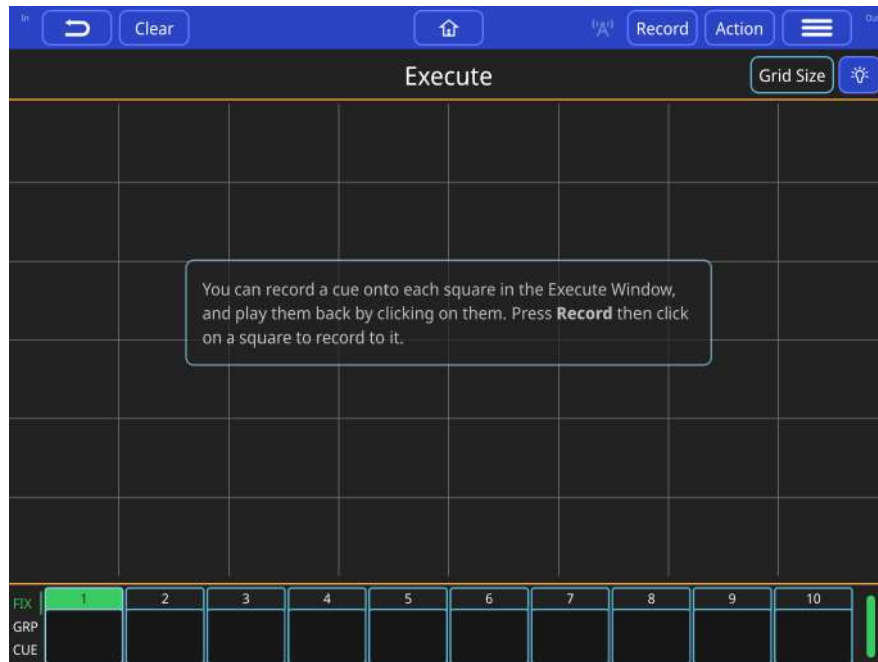 In
Clear
Record
Action
Execute
Grid Size
You can record a cue onto each square in the Execute Window,
and play them back by clicking on them. Press Record then click
on a square to record to it.
FIX 1 2 3 4 5 6 7 8 9 10
GRP
CUE